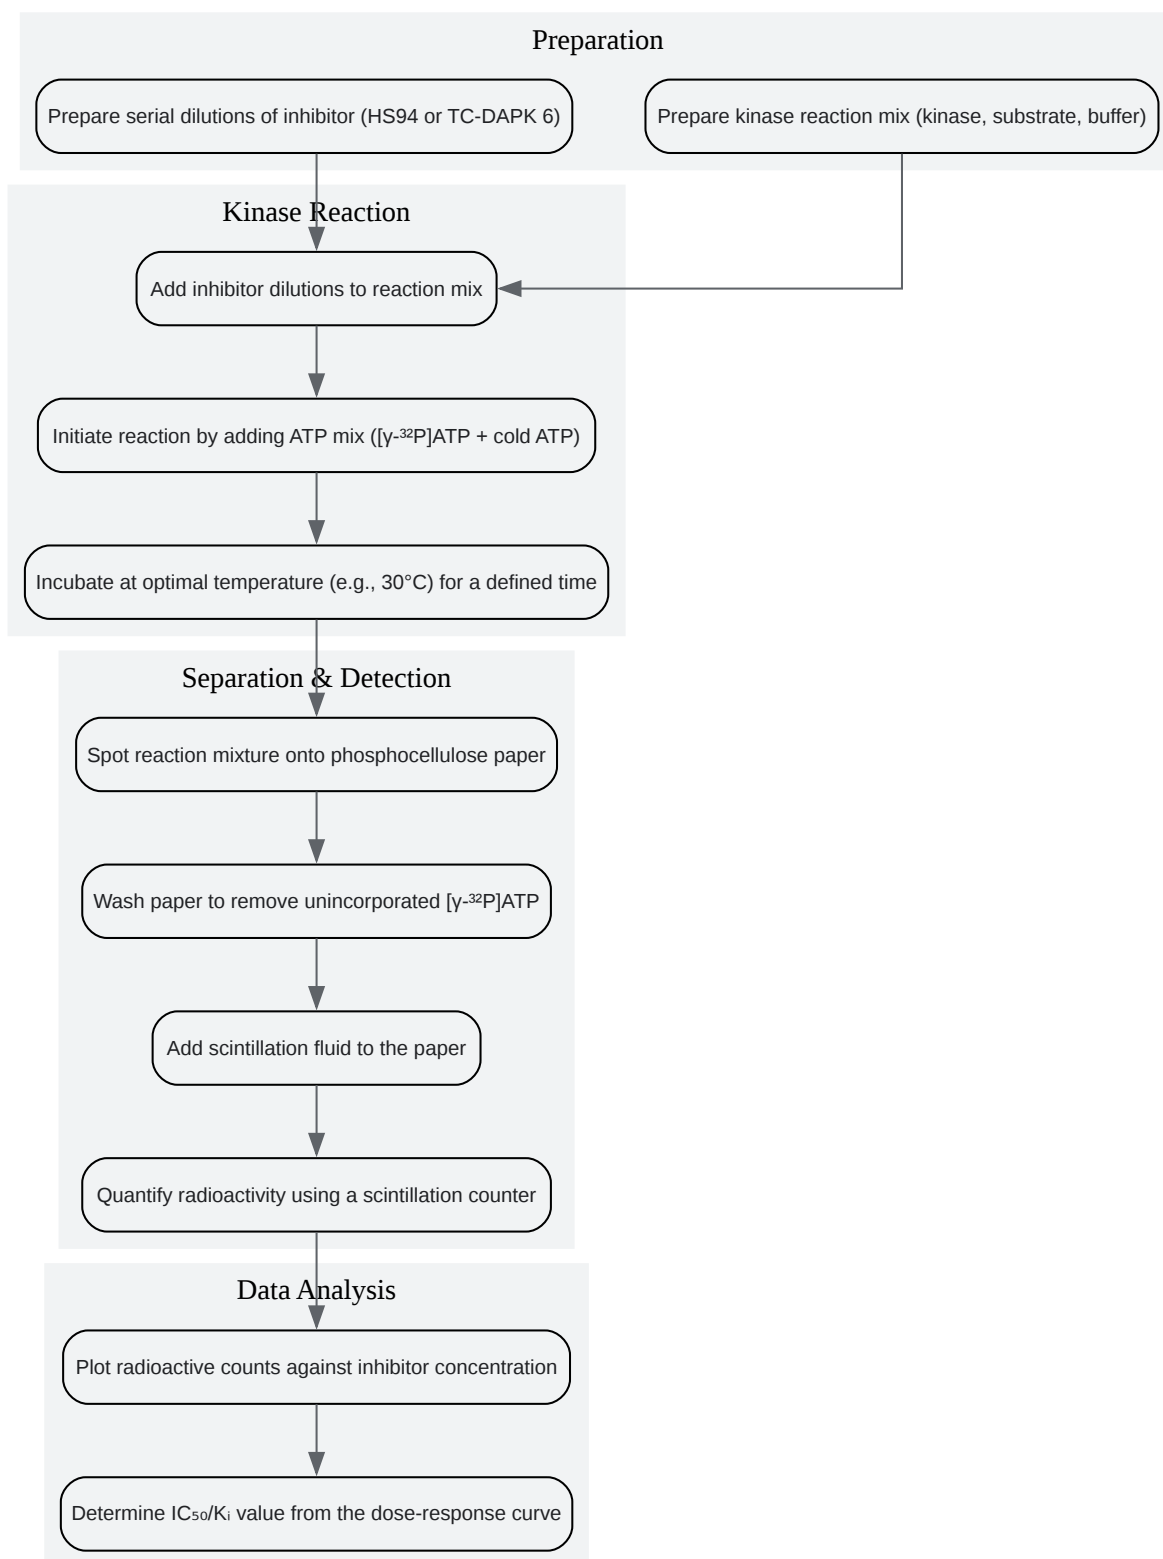 Preparation
Prepare serial dilutions of inhibitor (HS94 or TC-DAPK 6)
Prepare kinase reaction mix (kinase, substrate, buffer)
Kinase Reaction
Add inhibitor dilutions to reaction mix
Initiate reaction by adding ATP mix ([γ-³²P]ATP + cold ATP)
Incubate at optimal temperature (e.g., 30°C) for a defined time
Separation & Detection
Spot reaction mixture onto phosphocellulose paper
Wash paper to remove unincorporated [γ-³²P]ATP
Add scintillation fluid to the paper
Quantify radioactivity using a scintillation counter
Data Analysis
Plot radioactive counts against inhibitor concentration
Determine IC₅₀/Kᵢ value from the dose-response curve